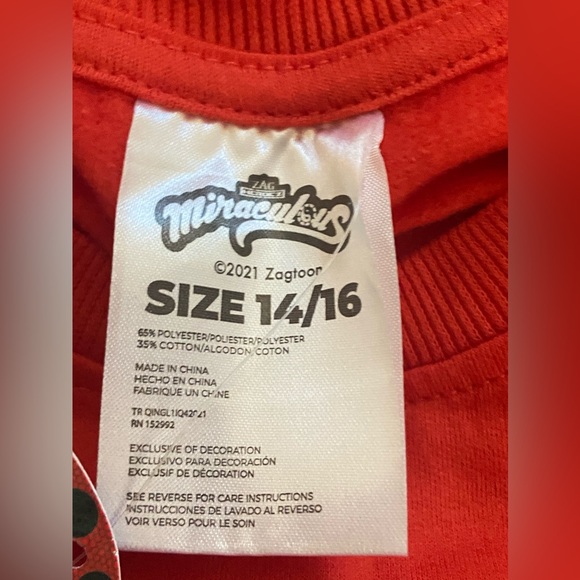 ZAG
Miraculous
©2021 Zagtoon
SIZE 14/16
65% POLYESTER/POLIESTER/POLYESTER
35% COTTON/ALGODON/COTON
MADE IN CHINA
HECHO EN CHINA
FABRIQUE UN CHINE
RN 152992
EXCLUSIVE OF DECORATION
EXCLUSIVO PARA DECORACIÓN
EXCLUSIF DE DÉCORATION
SEE REVERSE FOR CARE INSTRUCTIONS
INSTRUCCIONES DE LAVADO AL REVERSO
VOIR VERSO POUR LE SOIN